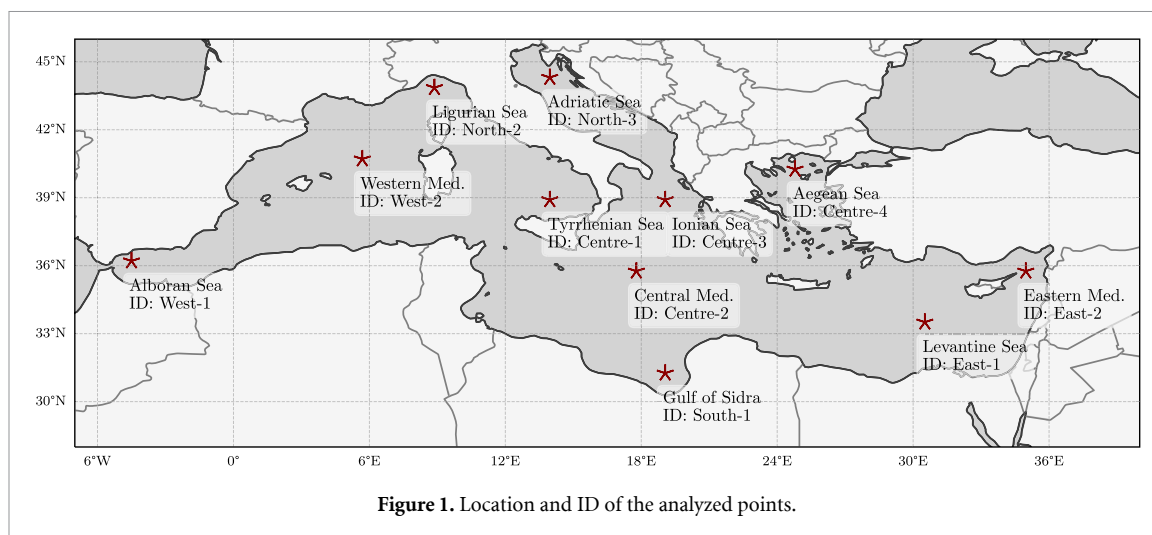 45°N
42°N
39°N
36°N
33°N
30°N
Adriatic Sea
ID: North-3
Ligurian Sea
ID: North-2
Western Med.
ID: West-2
Aegean Sea
ID: Centre-4
Tyrrhenian Sea
ID: Centre-1
Ionian Sea
ID: Centre-3
Alboran Sea
ID: West-1
Central Med.
ID: Centre-2
Eastern Med.
ID: East-2
Levantine Sea
ID: East-1
Gulf of Sidra
ID: South-1
6°W 0° 6°E 12°E 18°E 24°E 30°E 36°E
Figure 1. Location and ID of the analyzed points.